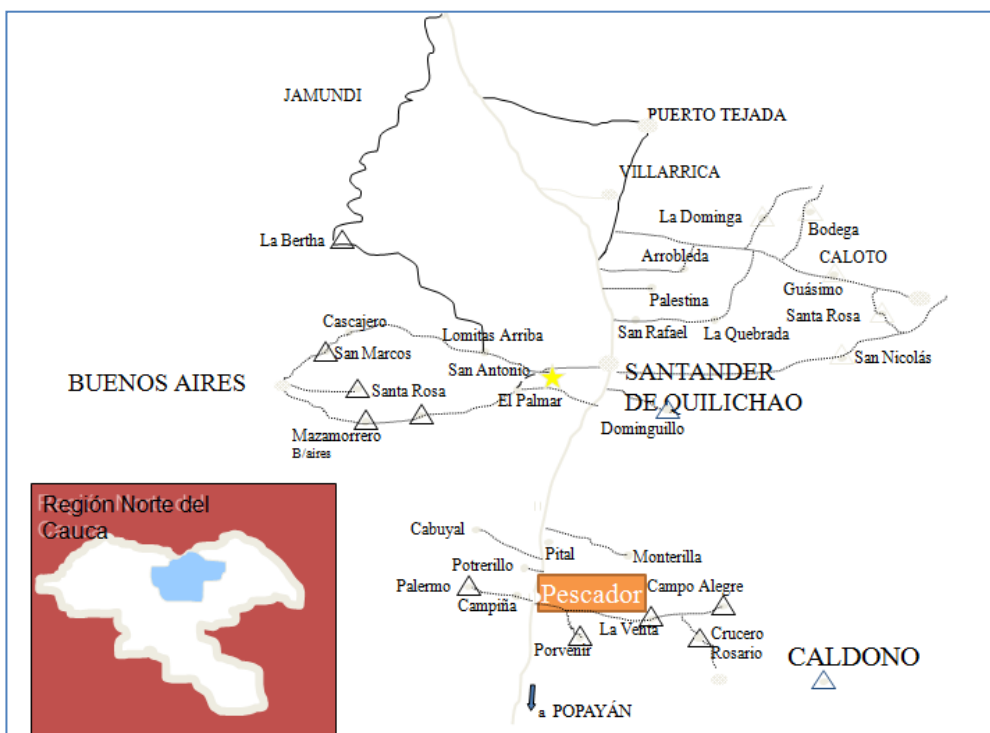 JAMUNDI
PUERTO TEJADA
VILLARRICA
La Dominga
Bodega
La Bertha
Arrobleda
CALOTO
Palestina
Guásimo
Santa Rosa
Cascajero
Lomitas Arriba
San Rafael
La Quebrada
San Marcos
San Antonio
San Nicolás
BUENOS AIRES
Santa Rosa
El Palmar
SANTANDER
DE QUILICHAO
Mazamorrero
B/aires
Dominguillo
Región Norte del
Cauca
Cabuyal
Pital
Monterilla
Potrerillo
Palermo
Campiña
Pescador
Campo Alegre
La Venta
Porvenir
Crucero
Rosario
CALDONO
a POPAYÁN